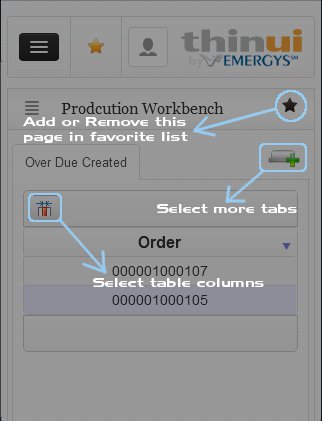 thinui
by EMERGYS
SM
Prodcution Workbench
Add or Remove this
page in favorite list
Over Due Created
Select more tabs
Order
000001000107
Select table columns
000001000105